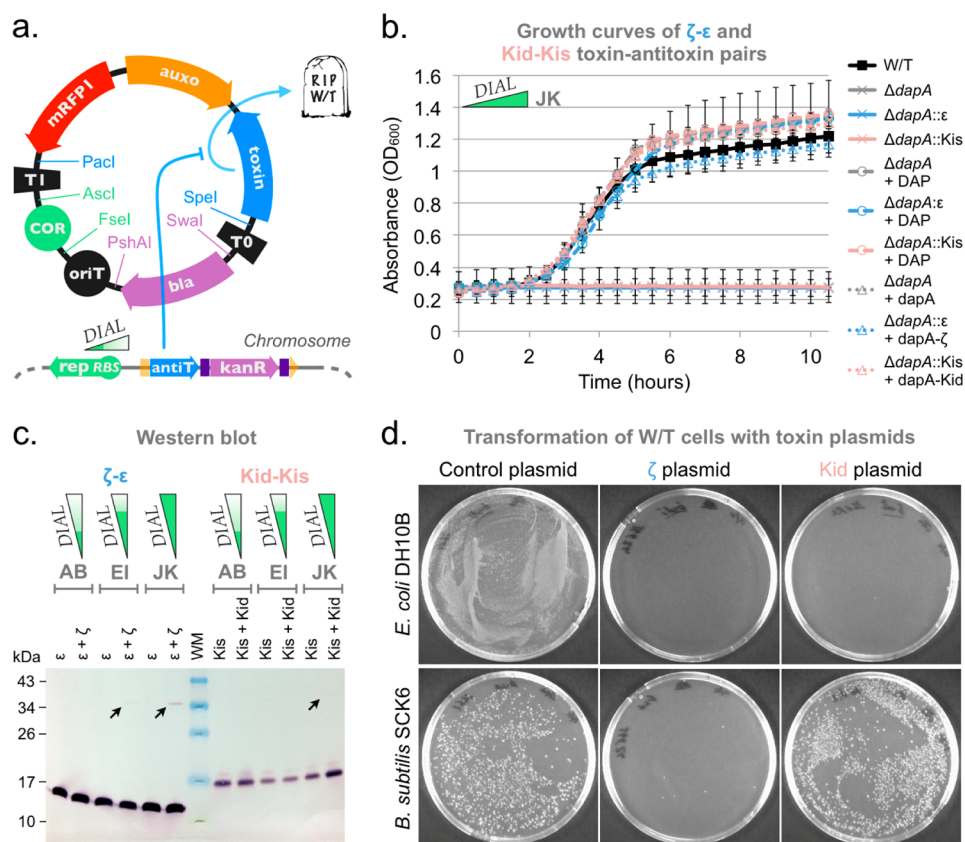 a.
auxo
mRFP1
RIP
W/T
toxin
PacI
TI
AscI
SpeI
COR
FseI
SwaI
T0
PshAI
oriT
bla
DIAL
Chromosome
rep RBS antiT kanR
b.
Growth curves of ζ-ε and
Kid-Kis toxin-antitoxin pairs
Absorbance (OD600)
1.6
1.4
1.2
1.0
0.8
0.6
0.4
0.2
0
DIAL JK
0 2 4 6 8 10
Time (hours)
W/T
ΔdapA
ΔdapA::ε
ΔdapA::Kis
ΔdapA
+ DAP
ΔdapA:ε
+ DAP
ΔdapA::Kis
+ DAP
ΔdapA
+ dapA
ΔdapA::ε
+ dapA-ζ
ΔdapA::Kis
+ dapA-Kid
c.
Western blot
ζ-ε Kid-Kis
DIAL DIAL DIAL DIAL DIAL DIAL
AB EI JK AB EI JK
kDa ε ε + ζ ε ε + ζ ε ε + ζ WM Kis Kis + Kid Kis Kis + Kid Kis Kis + Kid
43
34
26
17
10
d.
Transformation of W/T cells with toxin plasmids
Control plasmid ζ plasmid Kid plasmid
E. coli DH10B
B. subtilis SCK6